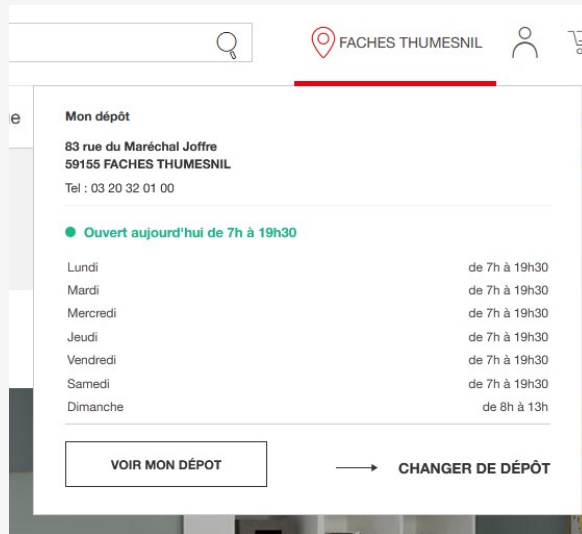 FACHES THUMESNIL
Mon dépôt
83 rue du Maréchal Joffre
59155 FACHES THUMESNIL
Tel : 03 20 32 01 00
Ouvert aujourd'hui de 7h à 19h30
Lundi de 7h à 19h30
Mardi de 7h à 19h30
Mercredi de 7h à 19h30
Jeudi de 7h à 19h30
Vendredi de 7h à 19h30
Samedi de 7h à 19h30
Dimanche de 8h à 13h
VOIR MON DÉPOT CHANGER DE DÉPÔT